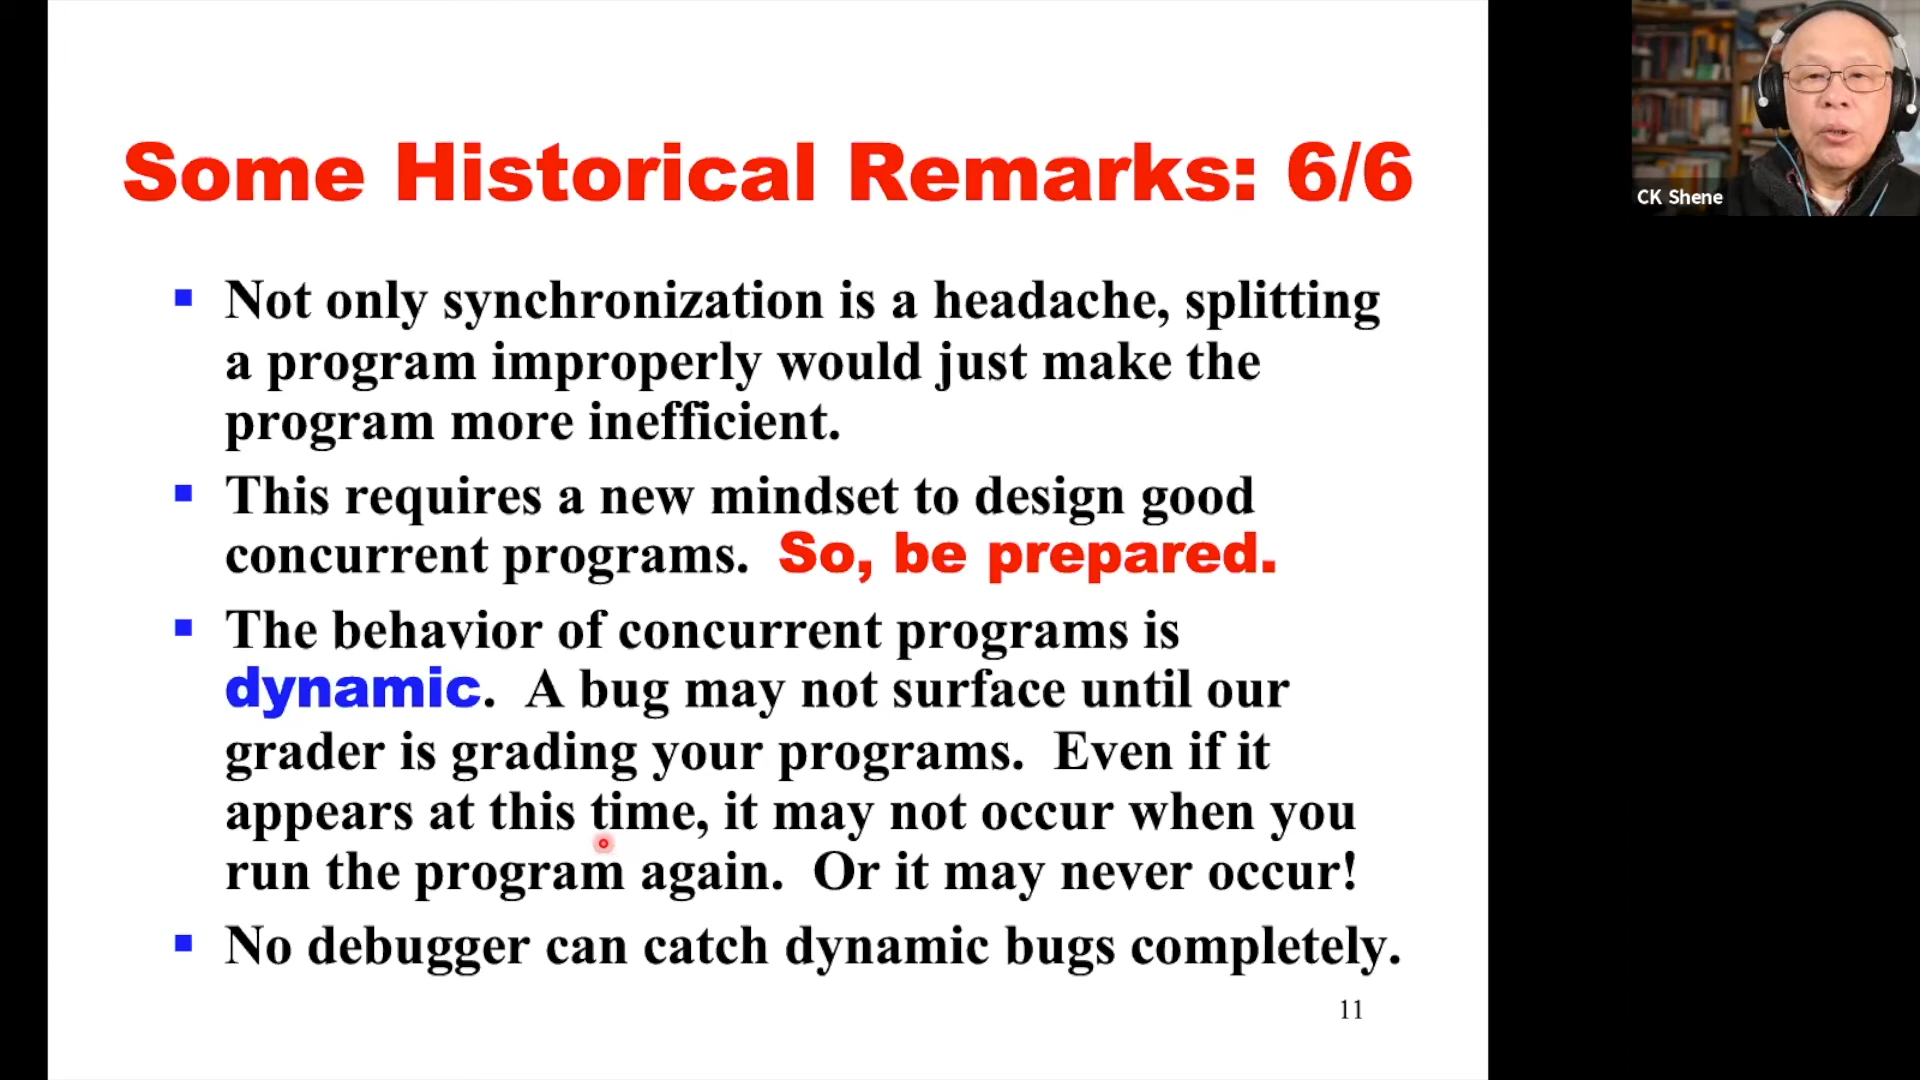 Some Historical Remarks: 6/6
CK Shene
▪ Not only synchronization is a headache, splitting
a program improperly would just make the
program more inefficient.
▪ This requires a new mindset to design good
concurrent programs. So, be prepared.
▪ The behavior of concurrent programs is
dynamic. A bug may not surface until our
grader is grading your programs. Even if it
appears at this time, it may not occur when you
run the program again. Or it may never occur!
▪ No debugger can catch dynamic bugs completely.
11